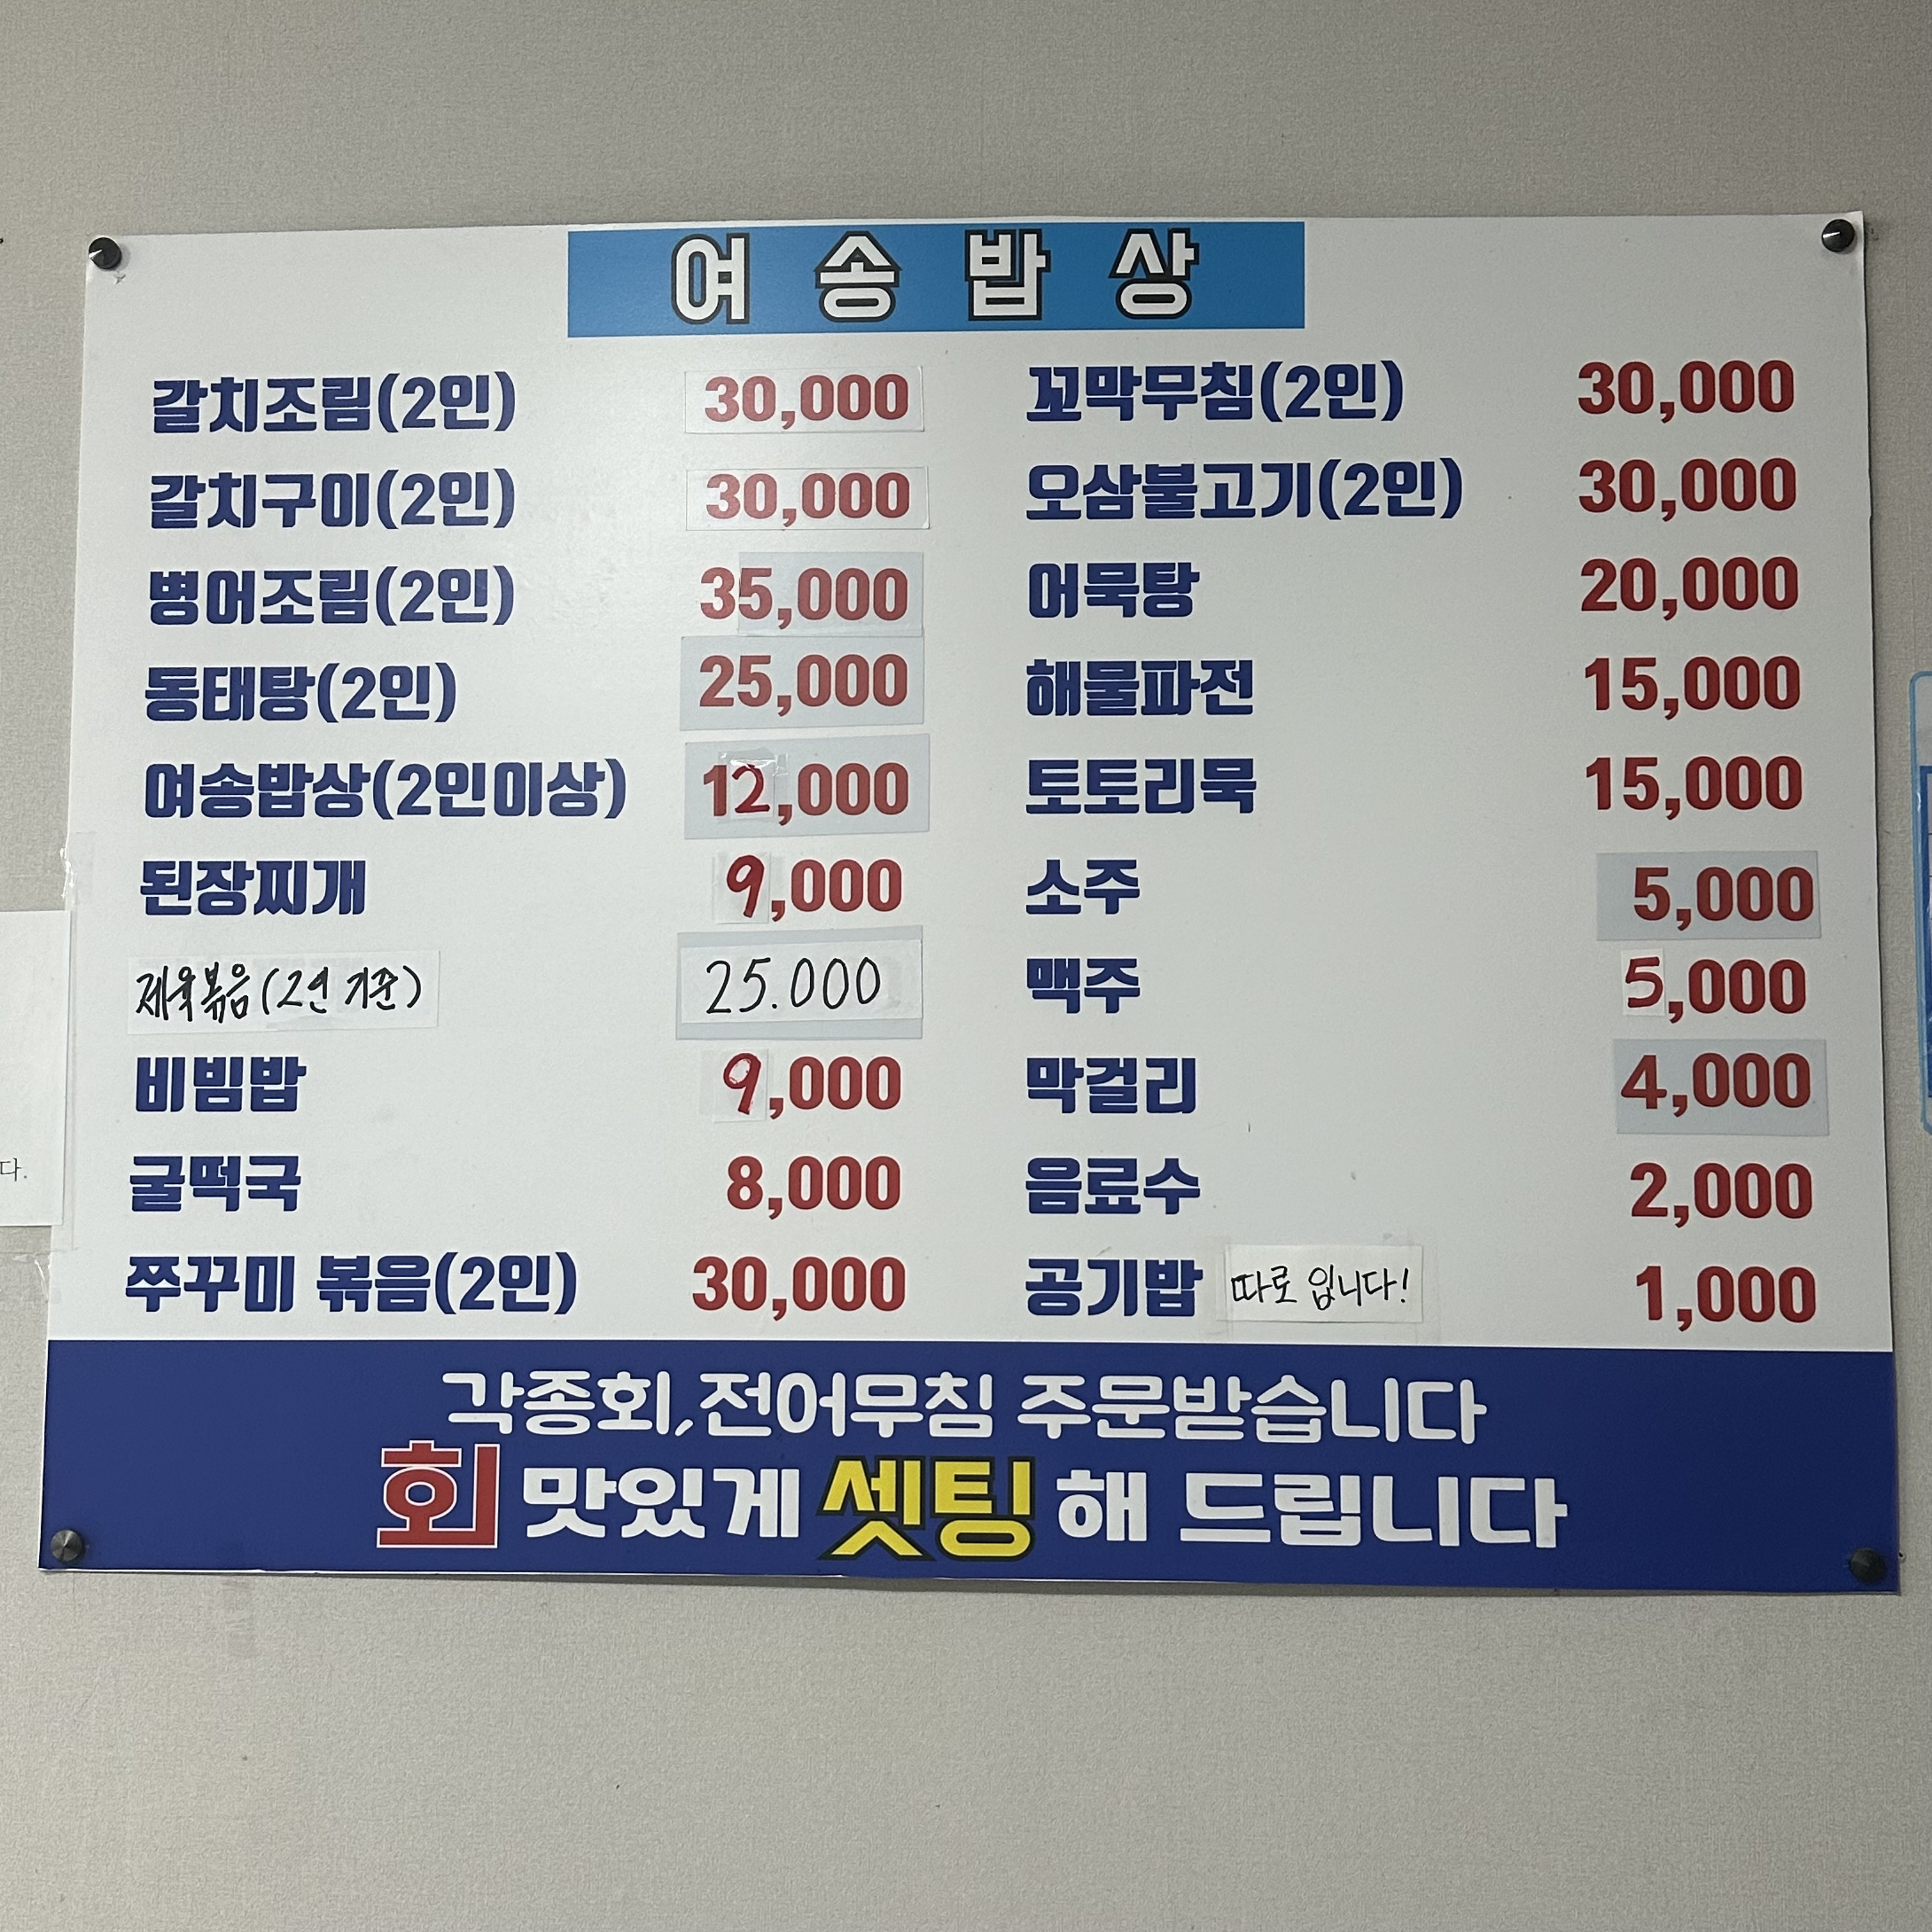 여송밥상
갈치조림(2인) 30,000
갈치구이(2인) 30,000
병어조림(2인) 35,000
동태탕(2인) 25,000
여송밥상(2인이상) 12,000
된장찌개 9,000
제육볶음(2인 기준) 25.000
비빔밥 9,000
굴떡국 8,000
쭈꾸미 볶음(2인) 30,000
꼬막무침(2인) 30,000
오삼불고기(2인) 30,000
어묵탕 20,000
해물파전 15,000
토토리묵 15,000
소주 5,000
맥주 5,000
막걸리 4,000
음료수 2,000
공기밥 따로 입니다! 1,000
각종회,전어무침 주문받습니다
회 맛있게 셋팅 해 드립니다
다.